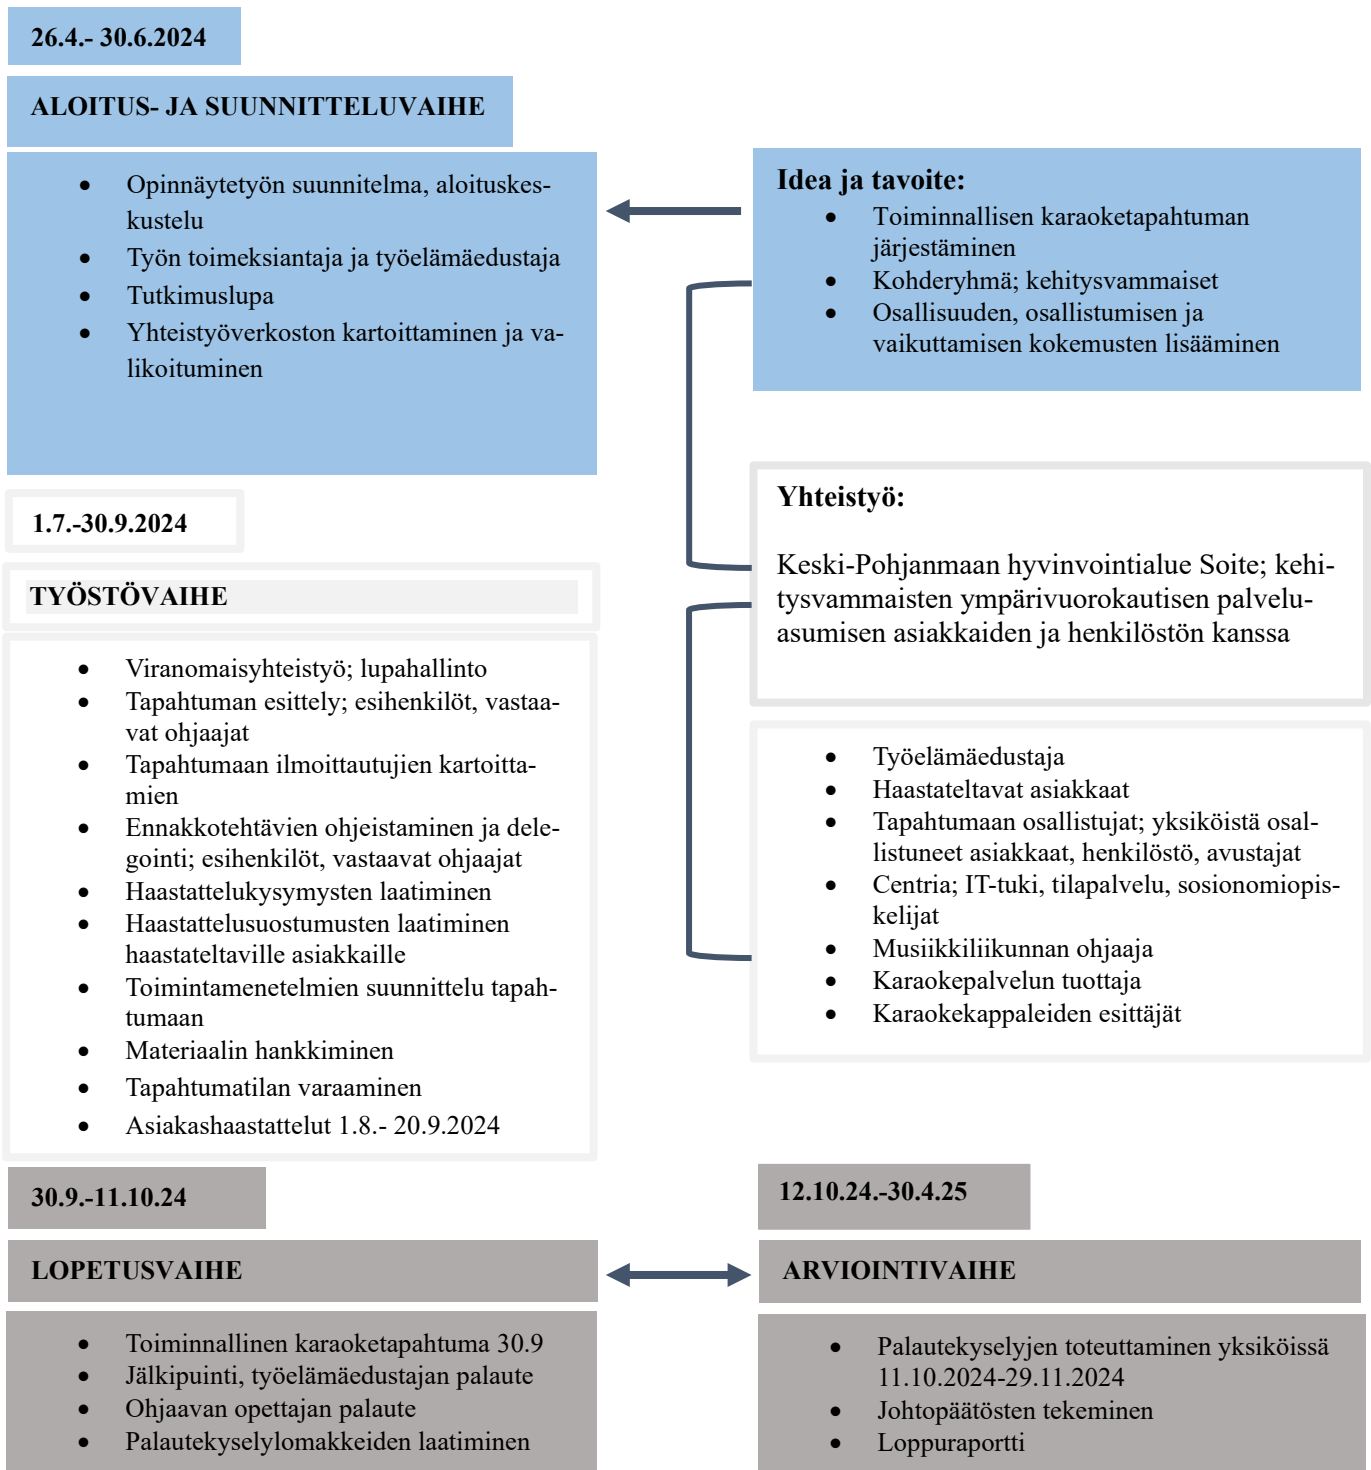 26.4.- 30.6.2024
ALOITUS- JA SUUNNITTELUVAIHE
• Opinnäytetyön suunnitelma, aloituskes-
kustelu
• Työn toimeksiantaja ja työelämäedustaja
• Tutkimuslupa
• Yhteistyöverkoston kartoittaminen ja va-
likoituminen
Idea ja tavoite:
• Toiminnallisen karaoketapahtuman
järjestäminen
• Kohderyhmä; kehitysvammaiset
• Osallisuuden, osallistumisen ja
vaikuttamisen kokemusten lisääminen
1.7.-30.9.2024
TYÖSTÖVAIHE
• Viranomaisyhteistyö; lupahallinto
• Tapahtuman esittely; esihenkilöt, vastaa-
vat ohjaajat
• Tapahtumaan ilmoittautujien kartoitta-
mien
• Ennakkotehtävien ohjeistaminen ja dele-
gointi; esihenkilöt, vastaavat ohjaajat
• Haastattelukysymysten laatiminen
• Haastattelusuostumusten laatiminen
haastateltaville asiakkaille
• Toimintamenetelmien suunnittelu tapah-
tumaan
• Materiaalin hankkiminen
• Tapahtumatilan varaaminen
• Asiakashaastattelut 1.8.- 20.9.2024
Yhteistyö:
Keski-Pohjanmaan hyvinvointialue Soite; kehi-
tysvammaisten ympärivuorokautisen palvelu-
asumisen asiakkaiden ja henkilöstön kanssa
• Työelämäedustaja
• Haastateltavat asiakkaat
• Tapahtumaan osallistujat; yksiköistä osal-
listuneet asiakkaat, henkilöstö, avustajat
• Centria; IT-tuki, tilapalvelu, sosionomiopis-
kelijat
• Musiikkiliikunnan ohjaaja
• Karaokepalvelun tuottaja
• Karaokekappaleiden esittäjät
30.9.-11.10.24
LOPETUSVAIHE
• Toiminnallinen karaoketapahtuma 30.9
• Jälkipuinti, työelämäedustajan palaute
• Ohjaavan opettajan palaute
• Palautekyselylomakkeiden laatiminen
12.10.24.-30.4.25
ARVIOINTIVAIHE
• Palautekyselyjen toteuttaminen yksiköissä
11.10.2024-29.11.2024
• Johtopäätösten tekeminen
• Loppuraportti